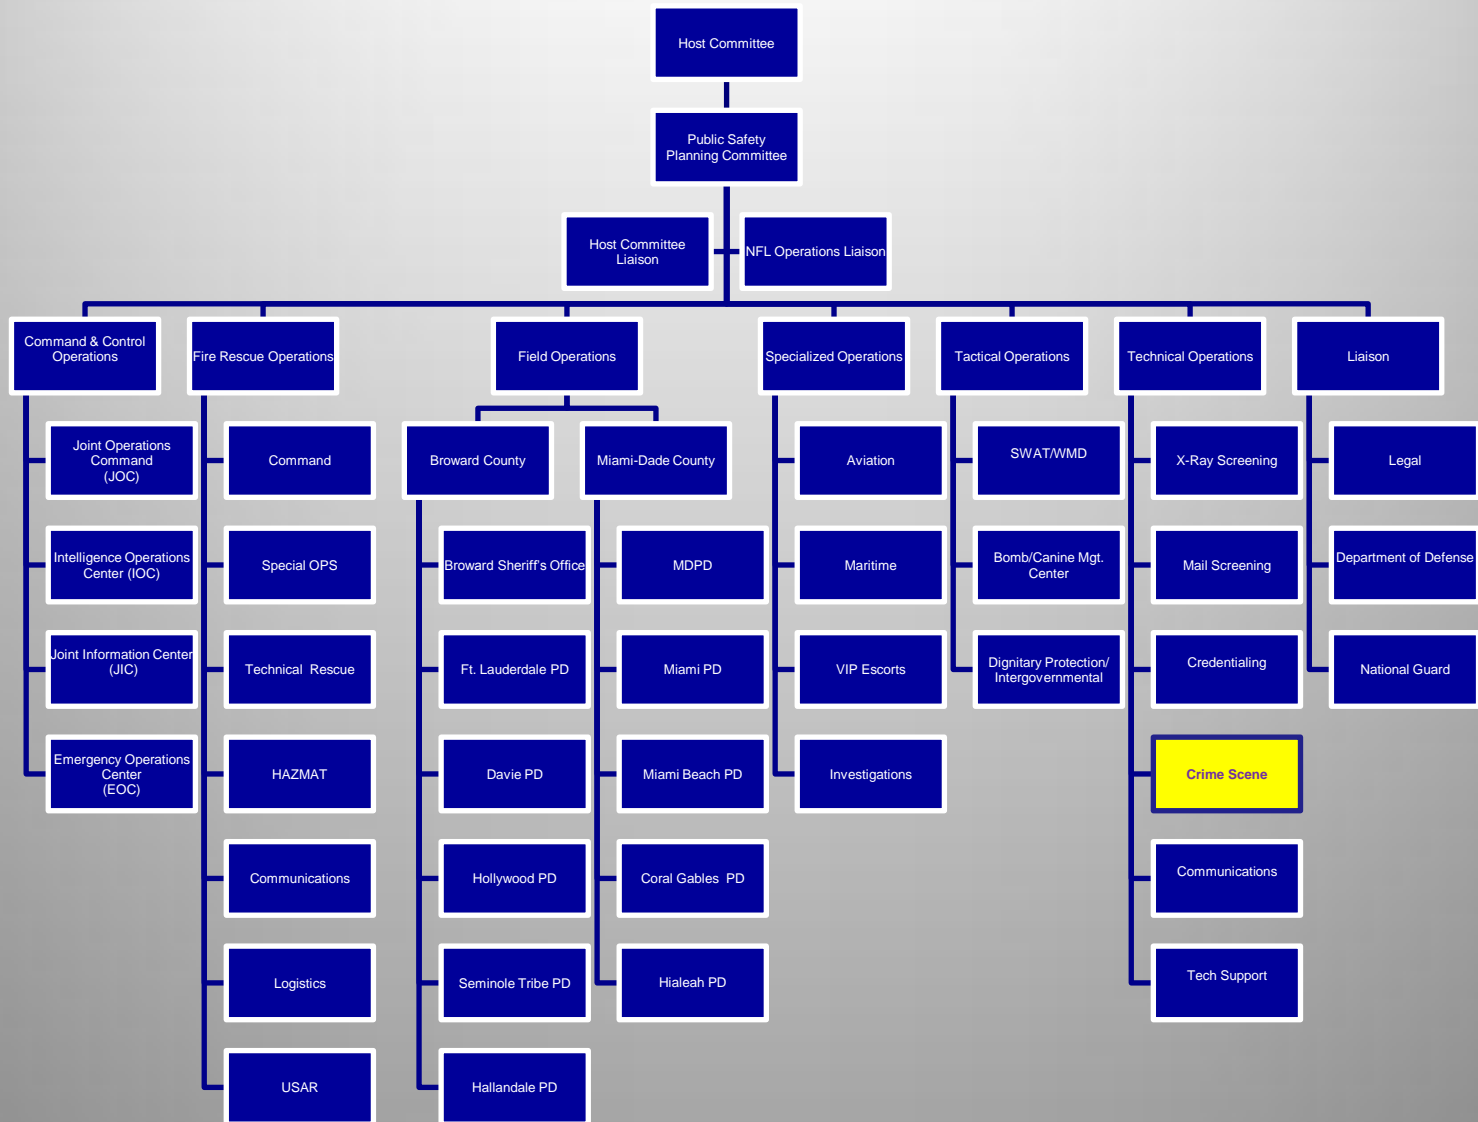 Host Committee
Public Safety
Planning Committee
Host Committee
Liaison
NFL Operations Liaison
Command & Control
Operations
Fire Rescue Operations
Field Operations
Specialized Operations
Tactical Operations
Technical Operations
Liaison
Joint Operations
Command
(JOC)
Intelligence Operations
Center (IOC)
Joint Information Center
(JIC)
Emergency Operations
Center
(EOC)
Command
Special OPS
Technical Rescue
HAZMAT
Communications
Logistics
USAR
Broward County
Broward Sheriff's Office
Ft. Lauderdale PD
Davie PD
Hollywood PD
Seminole Tribe PD
Hallandale PD
Miami-Dade County
MDPD
Miami PD
Miami Beach PD
Coral Gables PD
Hialeah PD
Aviation
Maritime
VIP Escorts
Investigations
SWAT/WMD
Bomb/Canine Mgt.
Center
Dignitary Protection/
Intergovernmental
X-Ray Screening
Mail Screening
Credentialing
Crime Scene
Communications
Tech Support
Legal
Department of Defense
National Guard